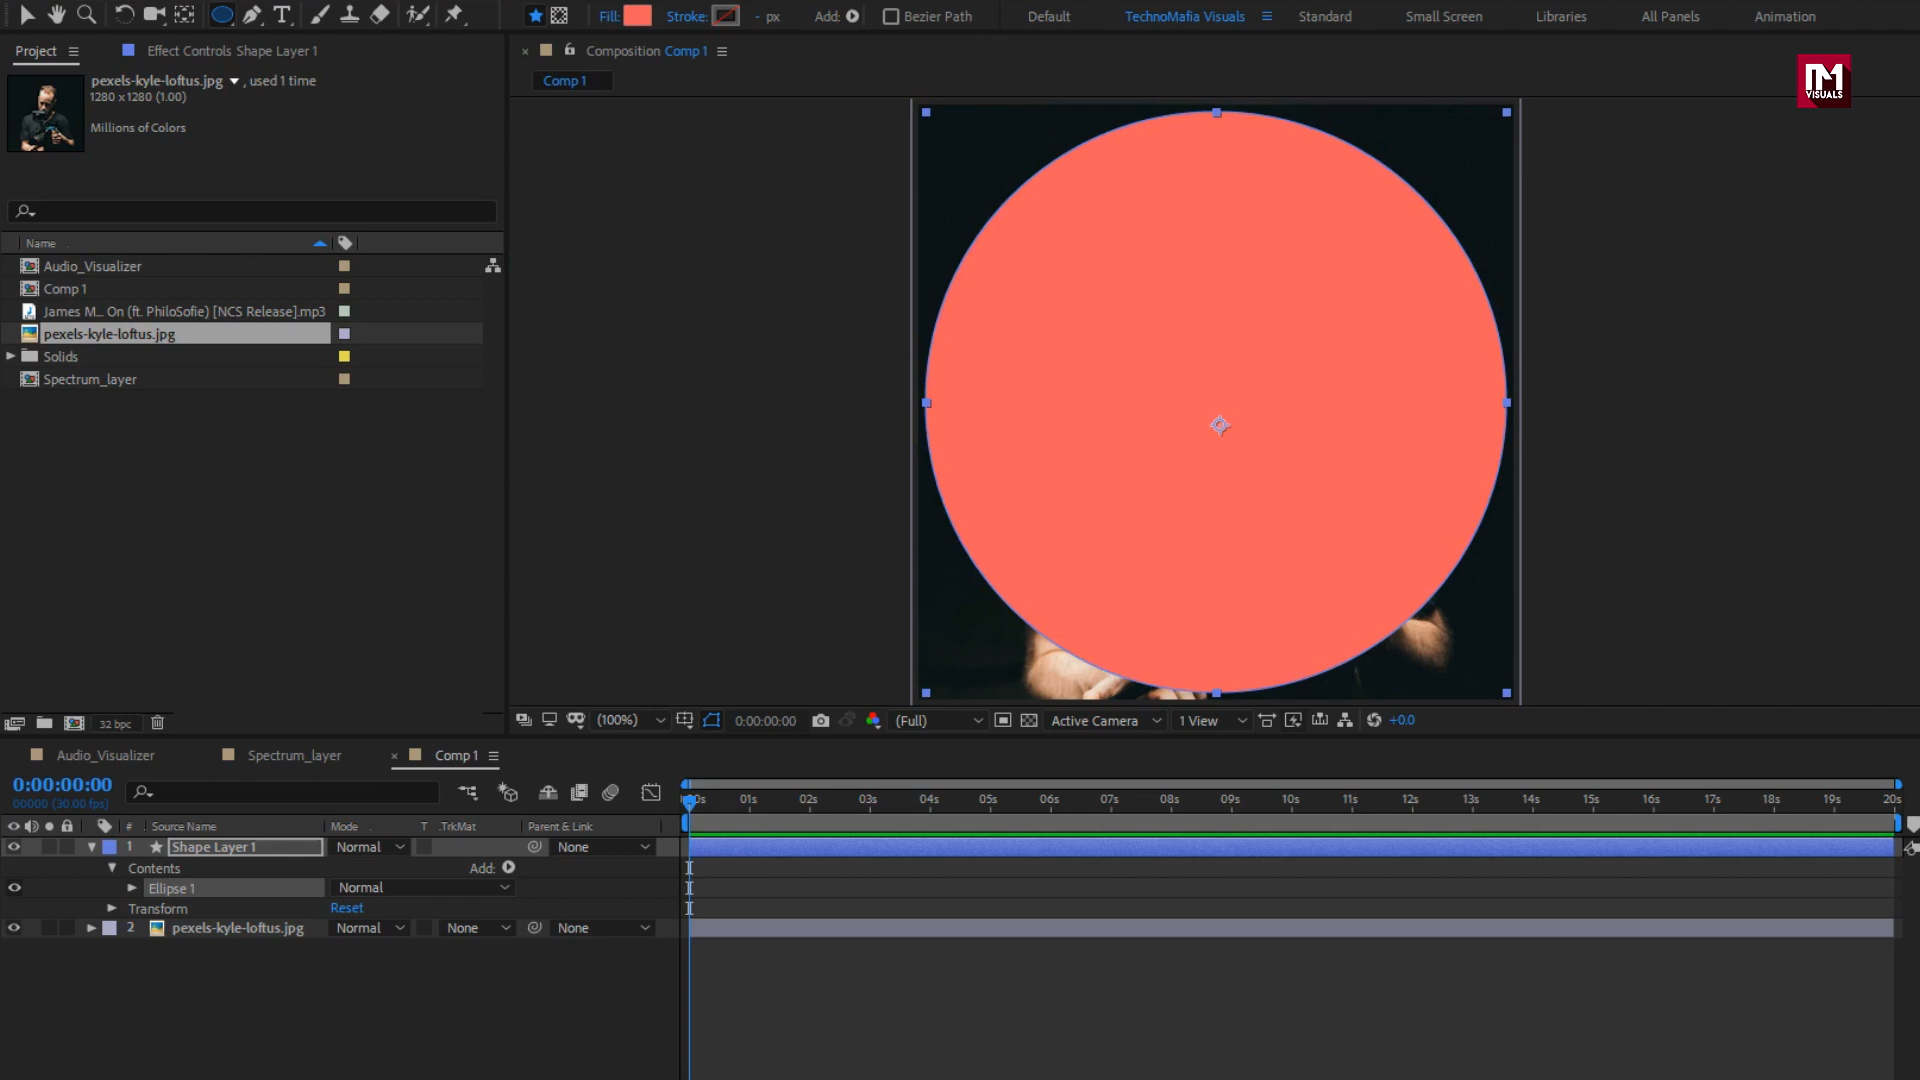 Fill: Stroke: - px Add: Bezier Path Default TechnoMafia Visuals Standard Small Screen Libraries All Panels Animation
Project Effect Controls Shape Layer 1
Composition Comp 1
Comp 1
pexels-kyle-loftus.jpg , used 1 time
1280 x 1280 (1.00)
Millions of Colors
M
VISUALS
Name
Audio_Visualizer
Comp 1
James M... On (ft. PhiloSofie) [NCS Release].mp3
pexels-kyle-loftus.jpg
Solids
Spectrum_layer
32 bpc
(100%) 0:00:00:00 (Full) Active Camera 1 View +0.0
Audio_Visualizer Spectrum_layer × Comp 1
0:00:00:00
00000 (30.00 fps)
01s 02s 03s 04s 05s 06s 07s 08s 09s 10s 11s 12s 13s 14s 15s 16s 17s 18s 19s 20s
# Source Name Mode T .TrkMat Parent & Link
1 Shape Layer 1 Normal None
Contents Add:
Ellipse 1 Normal
Transform Reset
2 pexels-kyle-loftus.jpg Normal None None